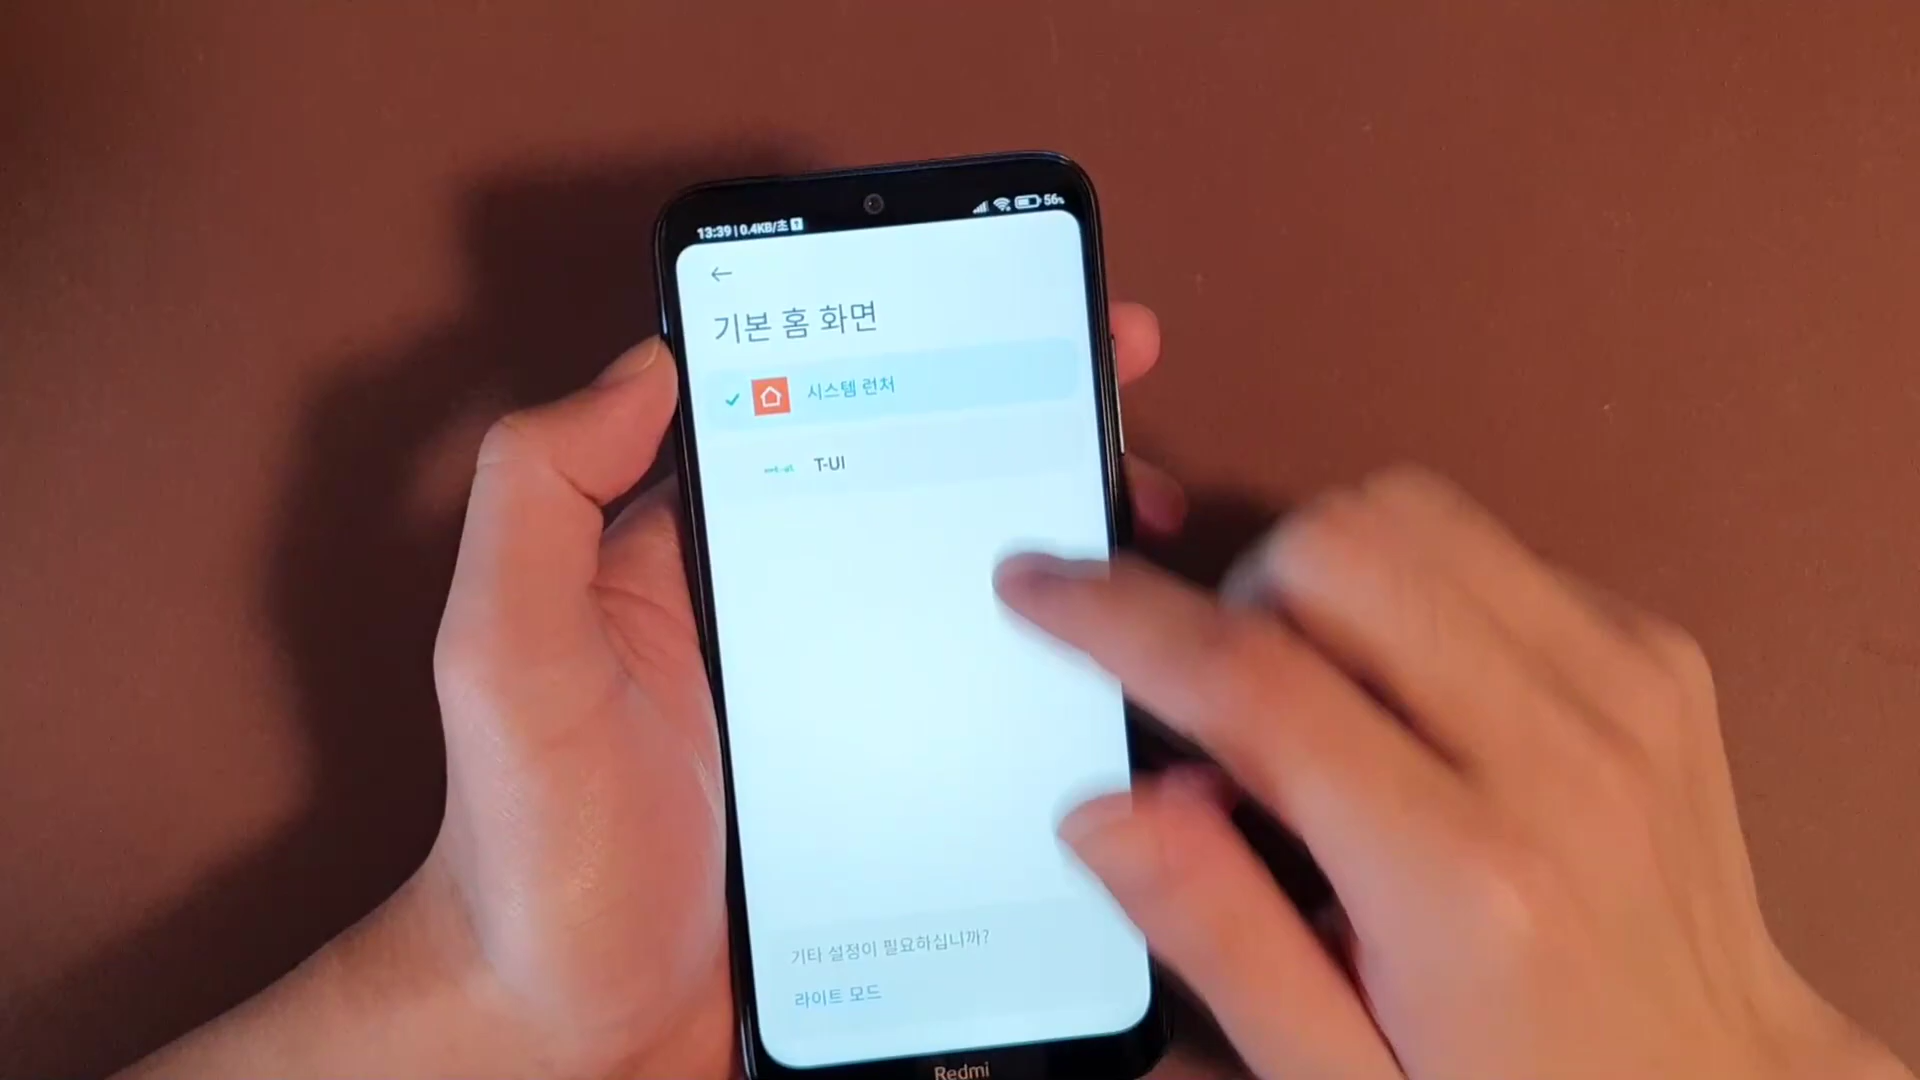 13:39 | 0.4KB/초
56%
기본 홈 화면
시스템 런처
T-UI
기타 설정이 필요하십니까?
라이트 모드
Redmi